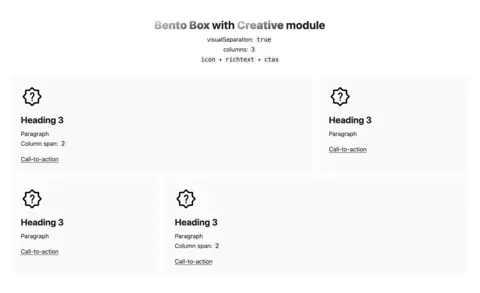 Bento Box with Creative module
visualSeparation: true
columns: 3
icon + richtext + ctas
?
Heading 3
Paragraph
Column span: 2
Call-to-action
?
Heading 3
Paragraph
Call-to-action
?
Heading 3
Paragraph
Call-to-action
?
Heading 3
Paragraph
Column span: 2
Call-to-action